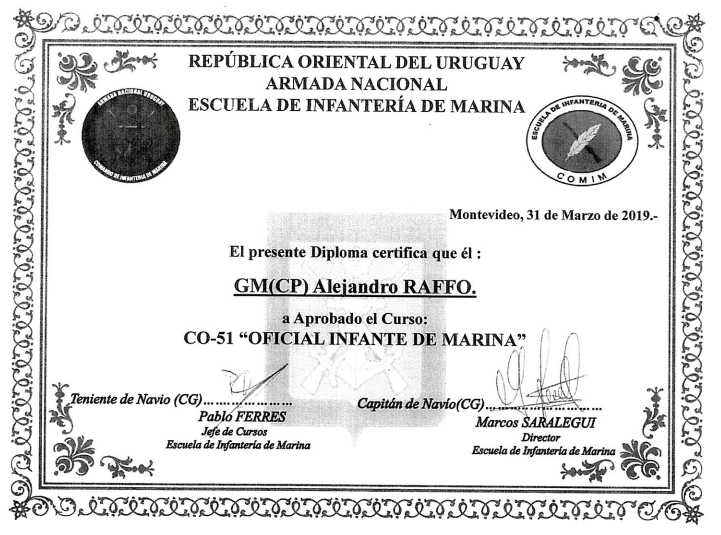 REPÚBLICA ORIENTAL DEL URUGUAY
ARMADA NACIONAL
ESCUELA DE INFANTERÍA DE MARINA
ARMADA NACIONAL URUGUAY
COMANDO DE INFANTERIA DE MARINA
ESCUELA DE INFANTERIA DE MARINA
COMIM
Montevideo, 31 de Marzo de 2019.-
El presente Diploma certifica que él :
GM(CP) Alejandro RAFFO.
a Aprobado el Curso:
CO-51 “OFICIAL INFANTE DE MARINA”
Teniente de Navio (CG)......................
Pablo FERRES
Jefe de Cursos
Escuela de Infantería de Marina
Capitán de Navío(CG)............................
Marcos SARALEGUI
Director
Escuela de Infantería de Marina